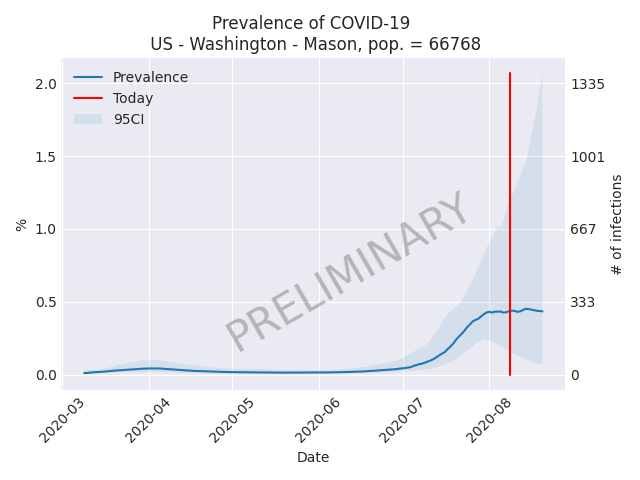 Prevalence of COVID-19
US - Washington - Mason, pop. = 66768
Prevalence
Today
95CI
2.0
1.5
1.0
0.5
0.0
%
1335
1001
667
333
0
# of infections
PRELIMINARY
2020-03
2020-04
2020-05
2020-06
2020-07
2020-08
Date